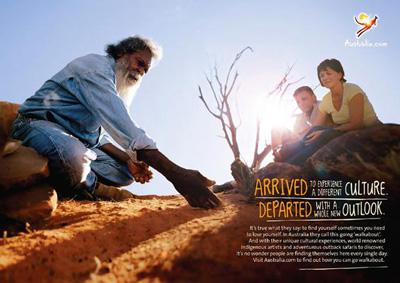 Australia.com
ARRIVED TO EXPERIENCE A DIFFERENT CULTURE.
DEPARTED WITH A WHOLE NEW OUTLOOK.
It's true what they say: to find yourself sometimes you need
to lose yourself. In Australia they call this going 'walkabout'.
And with their unique cultural experiences, world renowned
indigenous artists and adventurous outback safaris to discover,
it's no wonder people are finding themselves here every single day.
Visit Australia.com to find out how you can go walkabout.